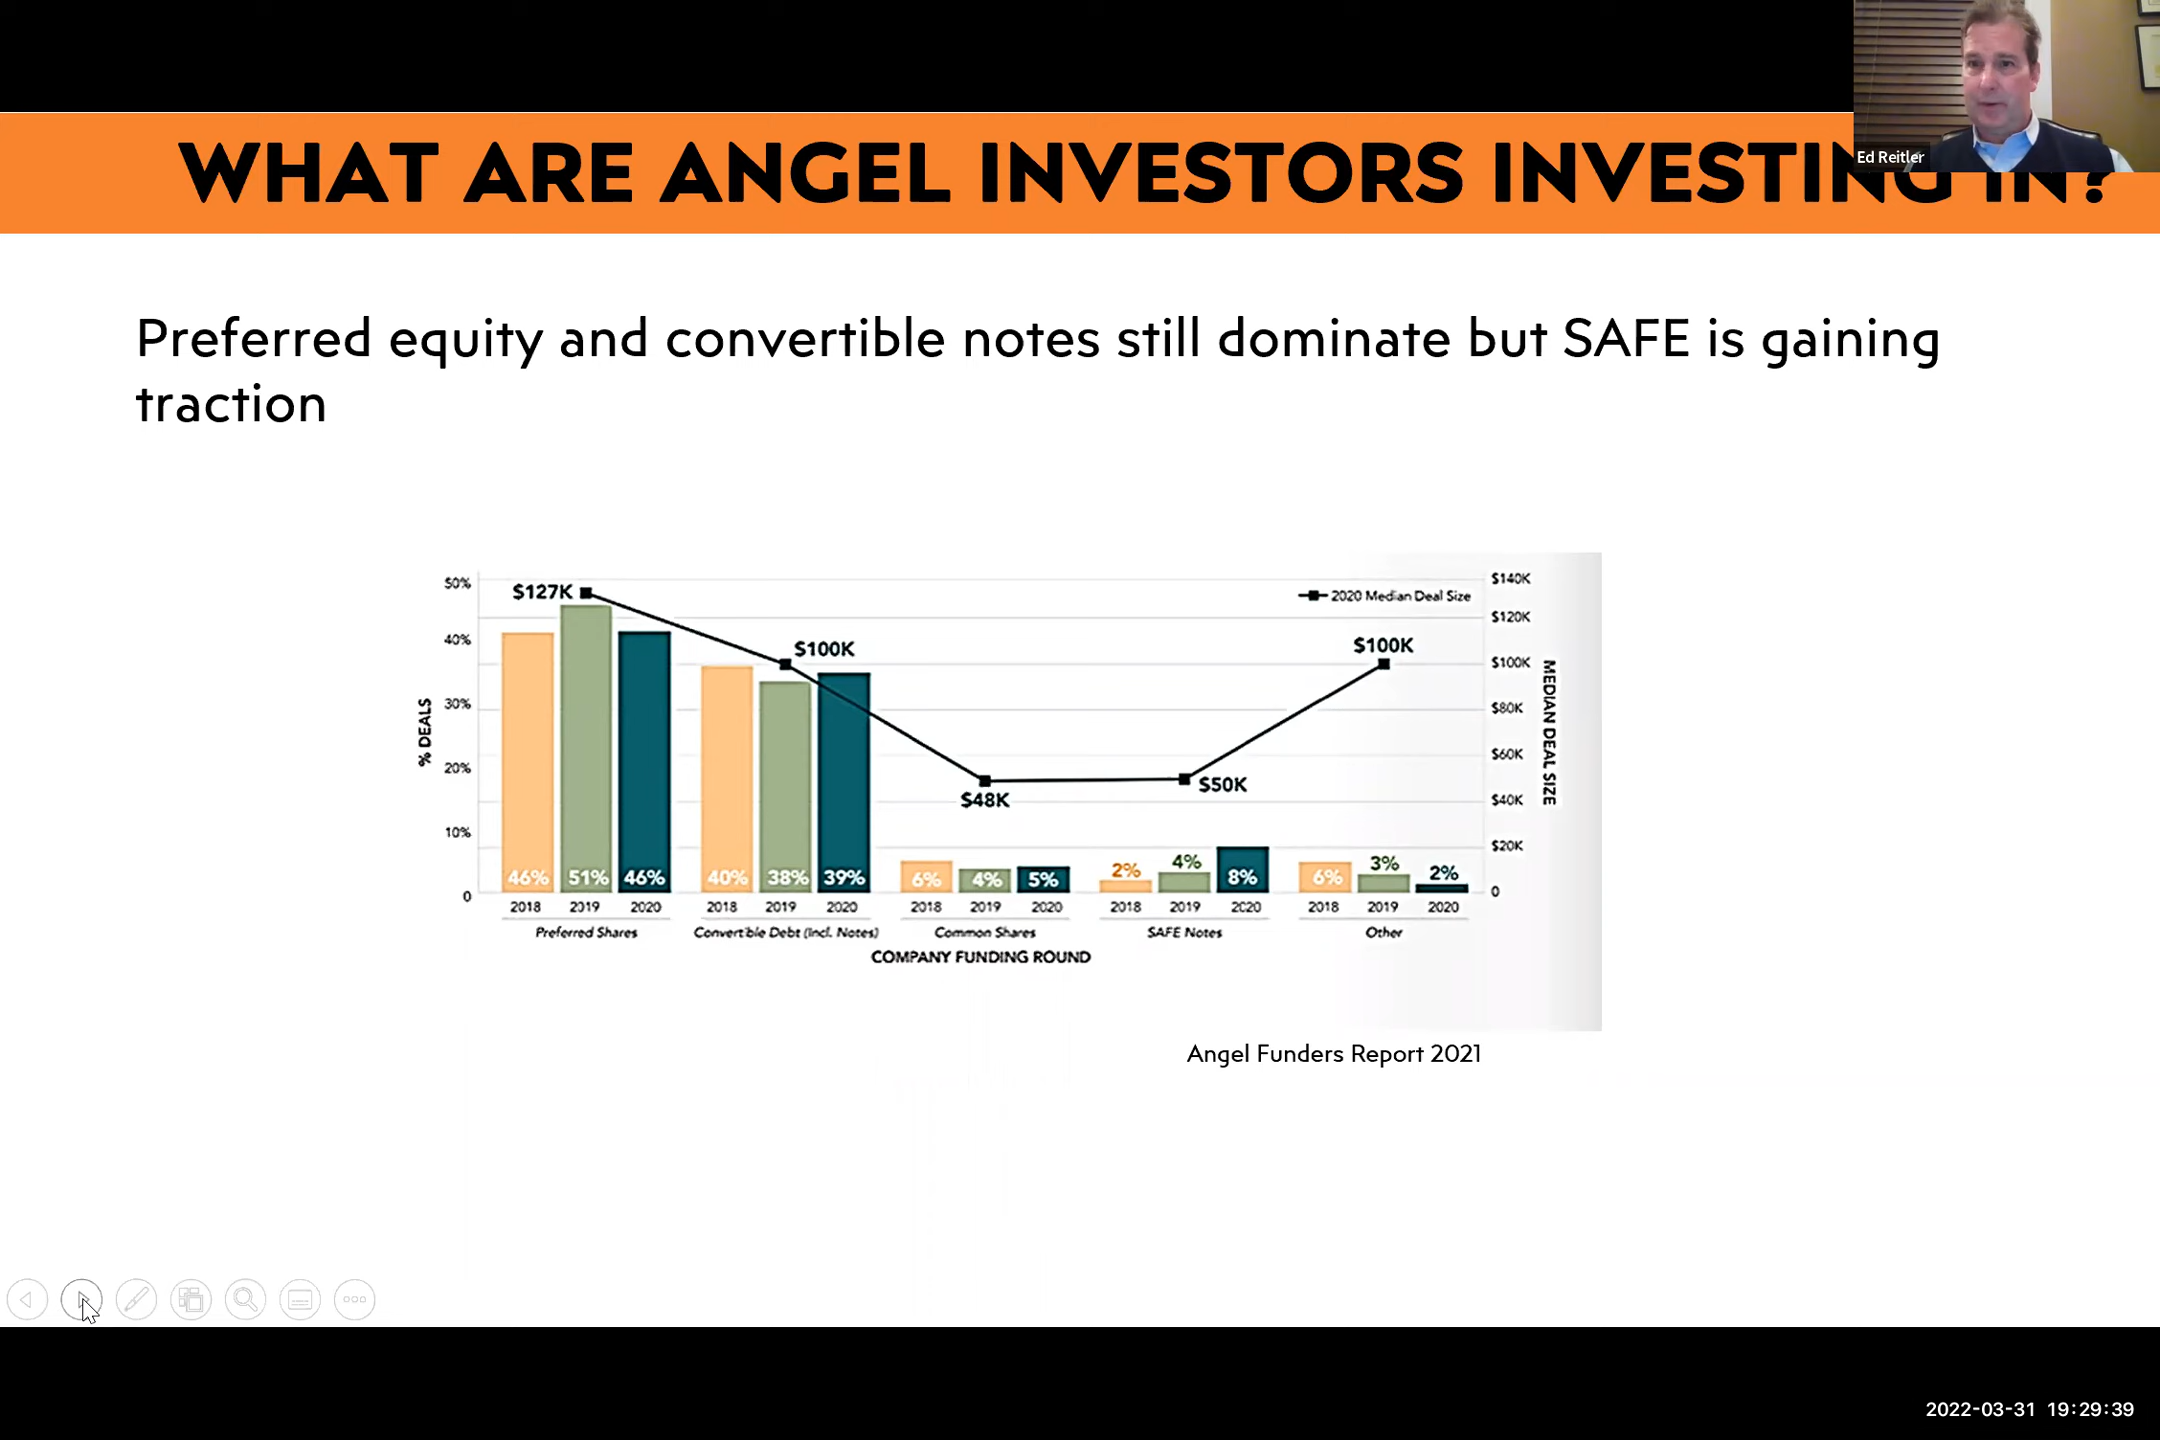 Ed Reitler
WHAT ARE ANGEL INVESTORS INVESTING IN?
Preferred equity and convertible notes still dominate but SAFE is gaining
traction
50%
40%
30%
20%
10%
0
% DEALS
$127K
$100K
$48K
$50K
$100K
2020 Median Deal Size
$140K
$120K
$100K
$80K
$60K
$40K
$20K
0
MEDIAN DEAL SIZE
46% 51% 46%
40% 38% 39%
6% 4% 5%
2% 4% 8%
6% 3% 2%
2018 2019 2020
2018 2019 2020
2018 2019 2020
2018 2019 2020
2018 2019 2020
Preferred Shares
Convertible Debt (Incl. Notes)
Common Shares
SAFE Notes
Other
COMPANY FUNDING ROUND
Angel Funders Report 2021
2022-03-31 19:29:39